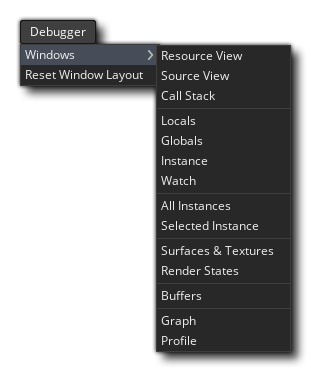 Debugger
Windows
Reset Window Layout
Resource View
Source View
Call Stack
Locals
Globals
Instance
Watch
All Instances
Selected Instance
Surfaces & Textures
Render States
Buffers
Graph
Profile